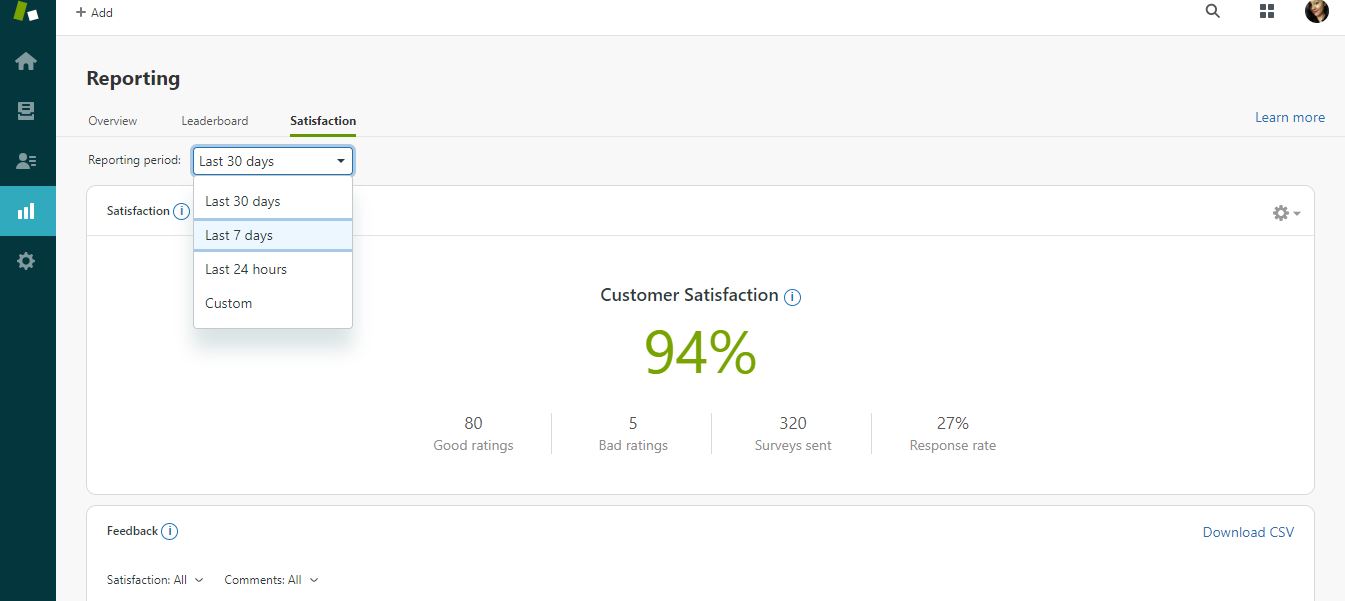 + Add
Reporting
Overview
Leaderboard
Satisfaction
Learn more
Reporting period:
Last 30 days
Last 30 days
Last 7 days
Last 24 hours
Custom
Satisfaction
Customer Satisfaction
94%
80
Good ratings
5
Bad ratings
320
Surveys sent
27%
Response rate
Feedback
Download CSV
Satisfaction: All
Comments: All